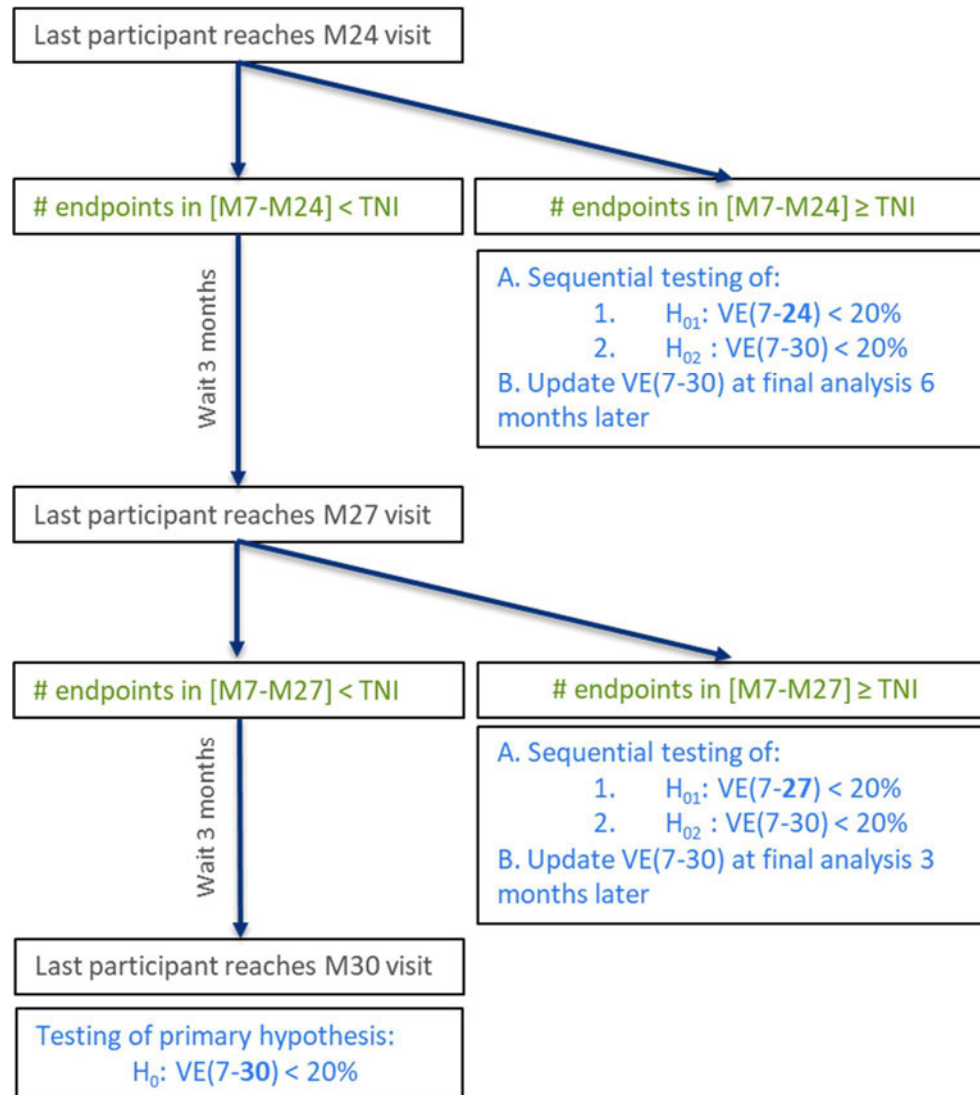 Last participant reaches M24 visit
# endpoints in [M7-M24] < TNI
# endpoints in [M7-M24] ≥ TNI
A. Sequential testing of:
1. H01: VE(7-24) < 20%
2. H02 : VE(7-30) < 20%
B. Update VE(7-30) at final analysis 6
months later
Wait 3 months
Last participant reaches M27 visit
# endpoints in [M7-M27] < TNI
# endpoints in [M7-M27] ≥ TNI
A. Sequential testing of:
1. H01: VE(7-27) < 20%
2. H02 : VE(7-30) < 20%
B. Update VE(7-30) at final analysis 3
months later
Wait 3 months
Last participant reaches M30 visit
Testing of primary hypothesis:
H0: VE(7-30) < 20%